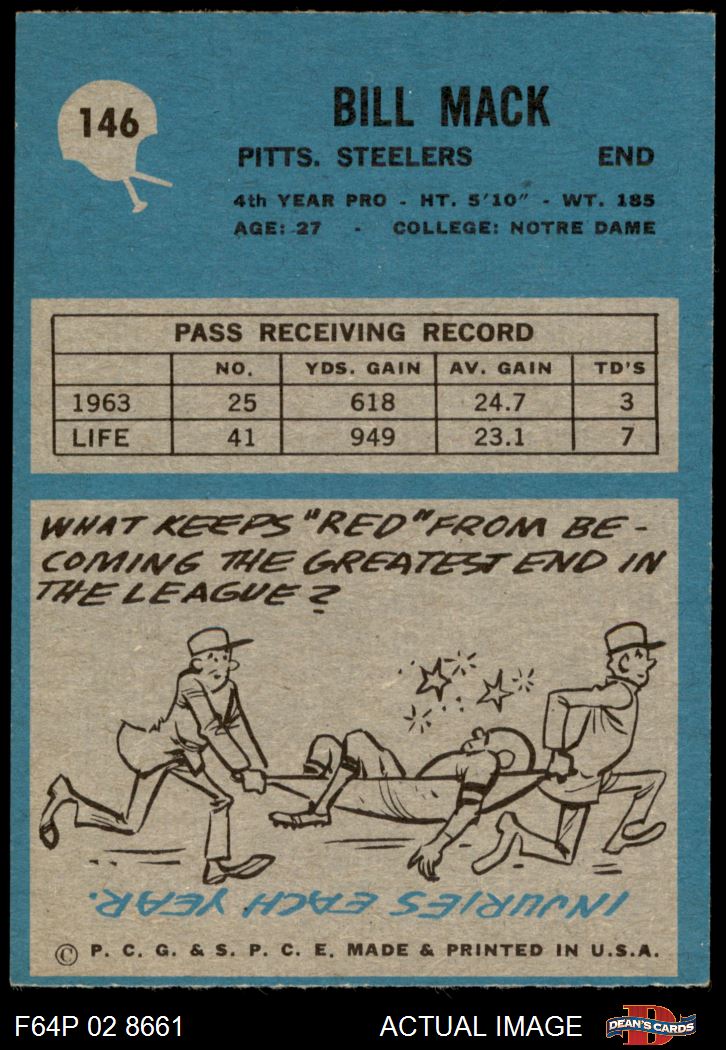 146
BILL MACK
PITTS. STEELERS END
4th YEAR PRO - HT. 5'10" - WT. 185
AGE: 27 - COLLEGE: NOTRE DAME
PASS RECEIVING RECORD
NO. YDS. GAIN AV. GAIN TD'S
1963 25 618 24.7 3
LIFE 41 949 23.1 7
WHAT KEEPS "RED" FROM BE-
COMING THE GREATEST END IN
THE LEAGUE?
INJURIES EACH YEAR.
© P. C. G. & S. P. C. E. MADE & PRINTED IN U.S.A.
F64P 02 8661 ACTUAL IMAGE DEAN'S CARDS